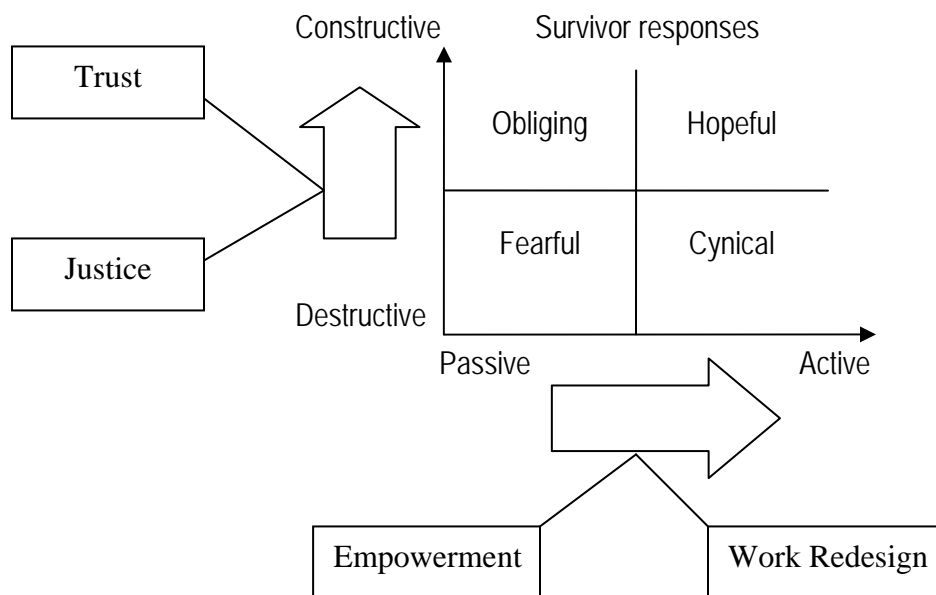 Constructive
Survivor responses
Trust
Obliging
Hopeful
Justice
Fearful
Cynical
Destructive
Passive
Active
Empowerment
Work Redesign